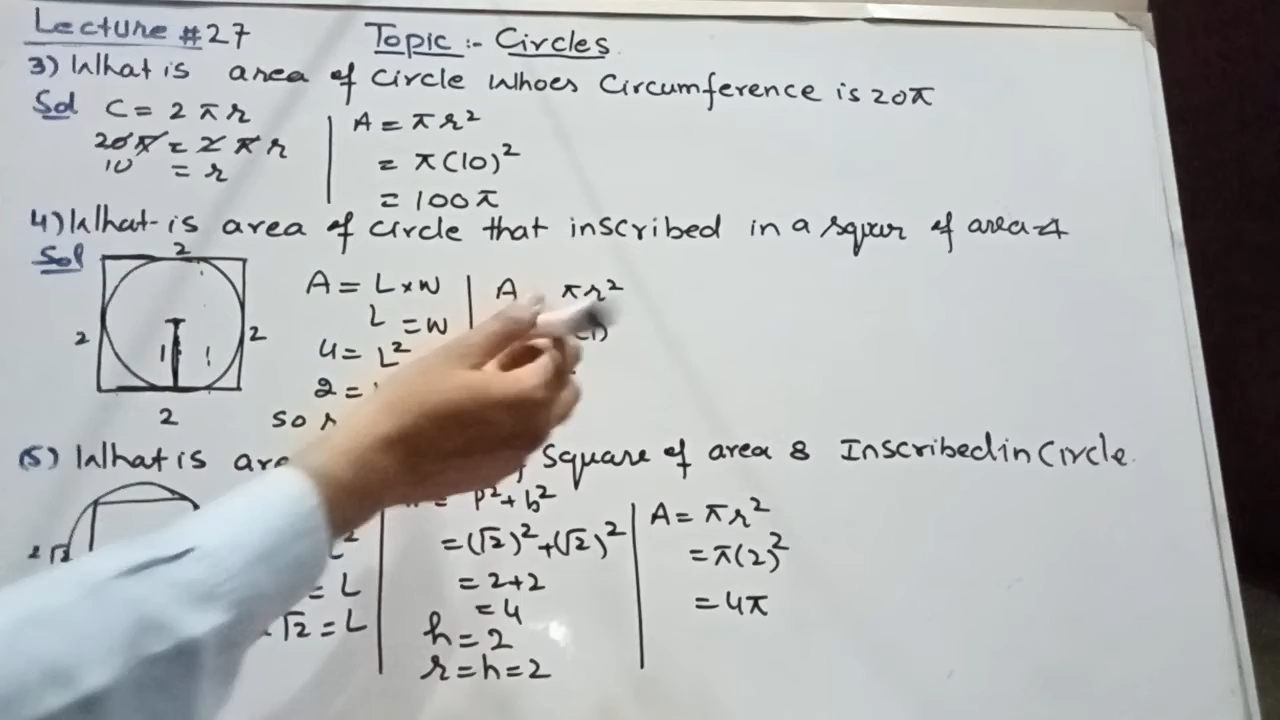 Lecture #27 Topic :- Circles
3) What is area of circle whoes Circumference is 20π
Sol C = 2πr
20π = 2πr
10 = r
A = πr²
= π(10)²
= 100π
4) What is area of circle that inscribed in a squar of area 4
Sol
2
2
2
2
1
1
A = L×W
L = W
4 = L²
2 =
so r
A πr²
(1)
(5) What is square of area 8 Inscribed in Circle.
= L
√2 = L
= p²+b²
= (√2)²+(√2)²
= 2+2
= 4
h = 2
r = h = 2
A = πr²
= π(2)²
= 4π